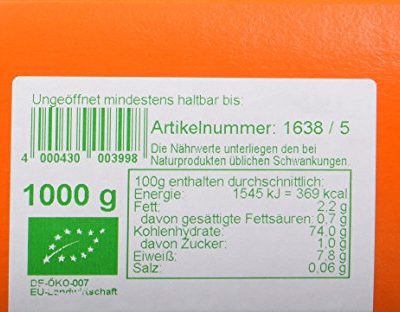 Ungeöffnet mindestens haltbar bis:
Artikelnummer: 1638 / 5
4 000430 003998
Die Nährwerte unterliegen den bei
Naturprodukten üblichen Schwankungen.
1000 g
100g enthalten durchschnittlich:
Energie: 1545 kJ = 369 kcal
Fett: 2,2 g
davon gesättigte Fettsäuren: 0,7 g
Kohlenhydrate: 74,0 g
davon Zucker: 1,0 g
Eiweiß: 7,8 g
Salz: 0,06 g
DE-ÖKO-007
EU-Landwirtschaft